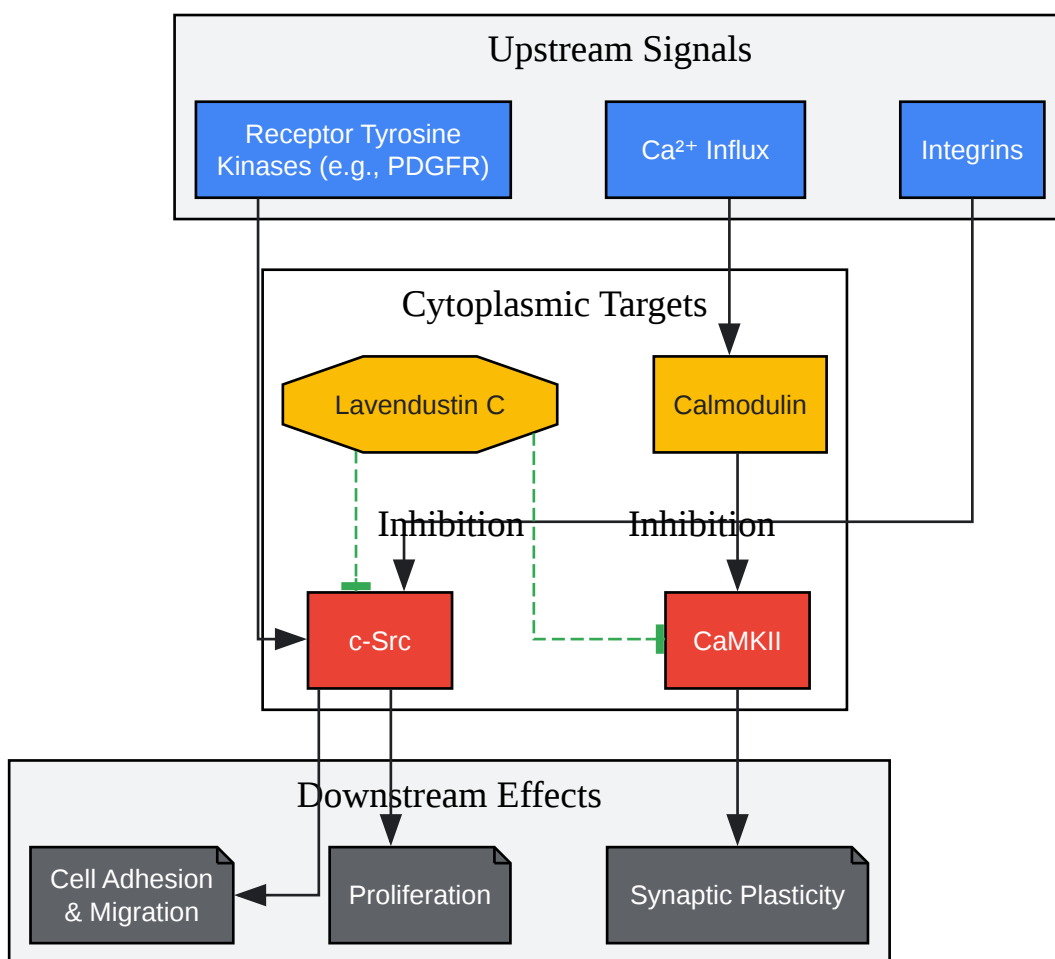 Upstream Signals
Receptor Tyrosine
Kinases (e.g., PDGFR)
Ca²⁺ Influx
Integrins
Cytoplasmic Targets
Lavendustin C
Calmodulin
Inhibition
Inhibition
c-Src
CaMKII
Downstream Effects
Cell Adhesion
& Migration
Proliferation
Synaptic Plasticity